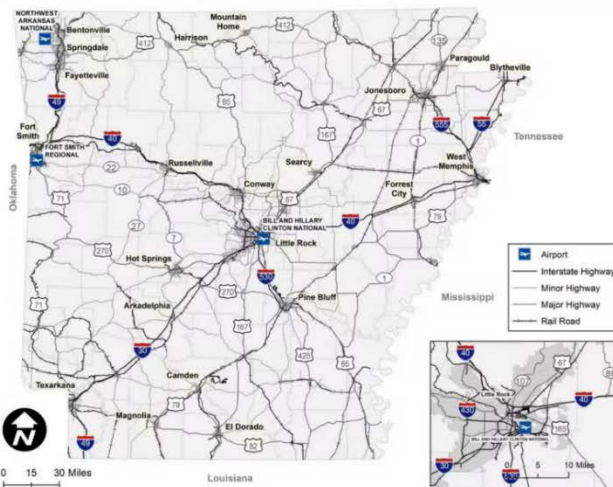 NORTHWEST
ARKANSAS
NATIONAL
Bentonville
Springdale
Fayetteville
412
Harrison
Mountain
Home
412
135
Paragould
Blytheville
Jonesboro
49
65
67
555
55
Tennessee
Fort
Smith
FORT SMITH
REGIONAL
40
22
Russellville
167
1
Searcy
West
Memphis
Oklahoma
71
10
Conway
67
Forrest
City
79
27
7
BILL AND HILLARY
CLINTON NATIONAL
40
Little Rock
270
Hot Springs
530
1
71
270
Arkadelphia
Pine Bluff
Mississippi
167
30
425
65
Texarkana
Camden
79
Magnolia
El Dorado
82
49
Louisiana
N
0 15 30 Miles
Airport
Interstate Highway
Minor Highway
Major Highway
Rail Road
40
107
67
Little Rock
430
40
BILL AND HILLARY
CLINTON NATIONAL
165
30
530
0 5 10 Miles